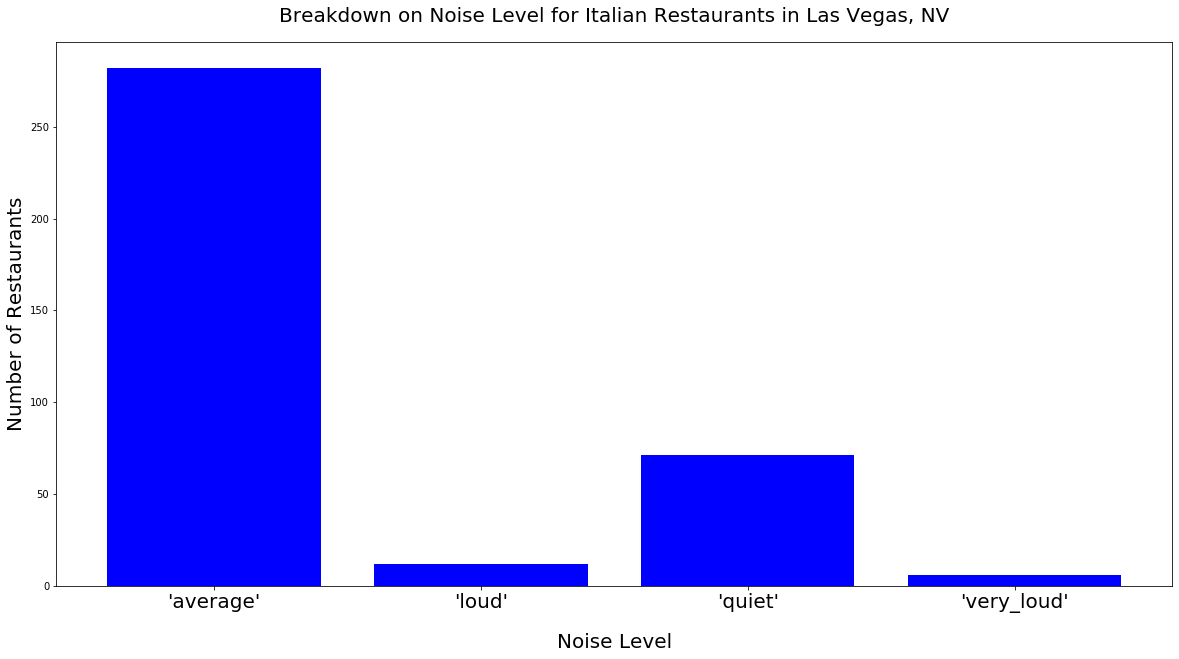 Breakdown on Noise Level for Italian Restaurants in Las Vegas, NV
Number of Restaurants
250
200
150
100
50
0
'average'
'loud'
'quiet'
'very_loud'
Noise Level